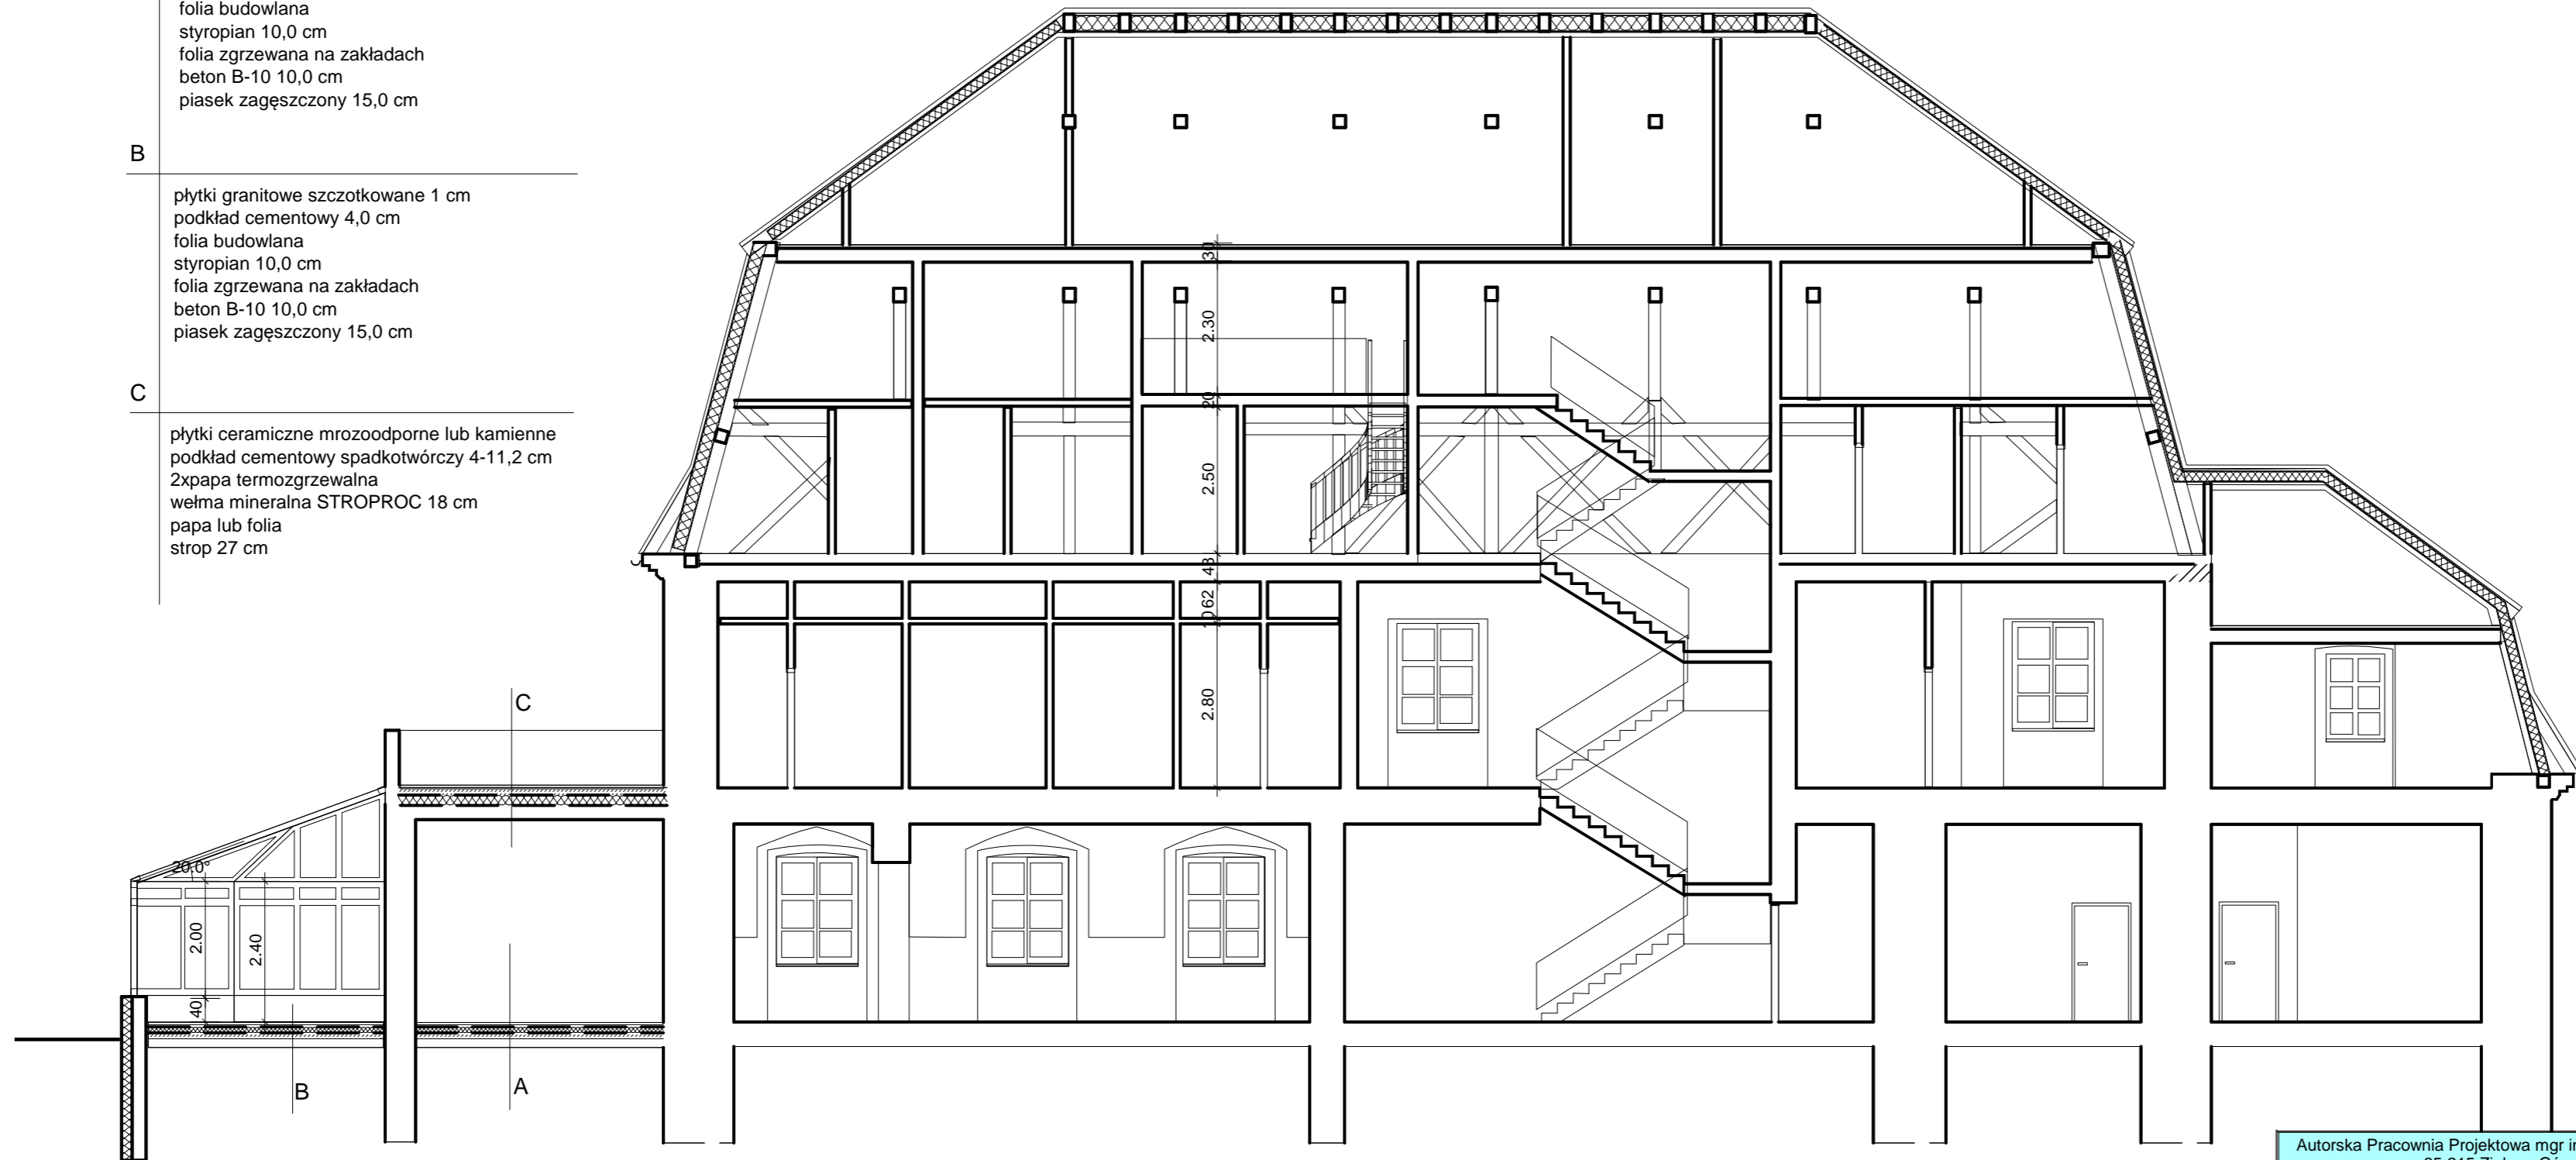 folia budowlana
styropian 10,0 cm
folia zgrzewana na zakładach
beton B-10 10,0 cm
piasek zagęszczony 15,0 cm
B
płytki granitowe szczotkowane 1 cm
podkład cementowy 4,0 cm
folia budowlana
styropian 10,0 cm
folia zgrzewana na zakładach
beton B-10 10,0 cm
piasek zagęszczony 15,0 cm
C
płytki ceramiczne mrozoodporne lub kamienne
podkład cementowy spadkotwórczy 4-11,2 cm
2xpapa termozgrzewalna
wełma mineralna STROPROC 18 cm
papa lub folia
strop 27 cm
30
2.30
20
2.50
48
62
2.80
C
20.0°
2.00
2.40
40
B
A
Autorska Pracownia Projektowa mgr